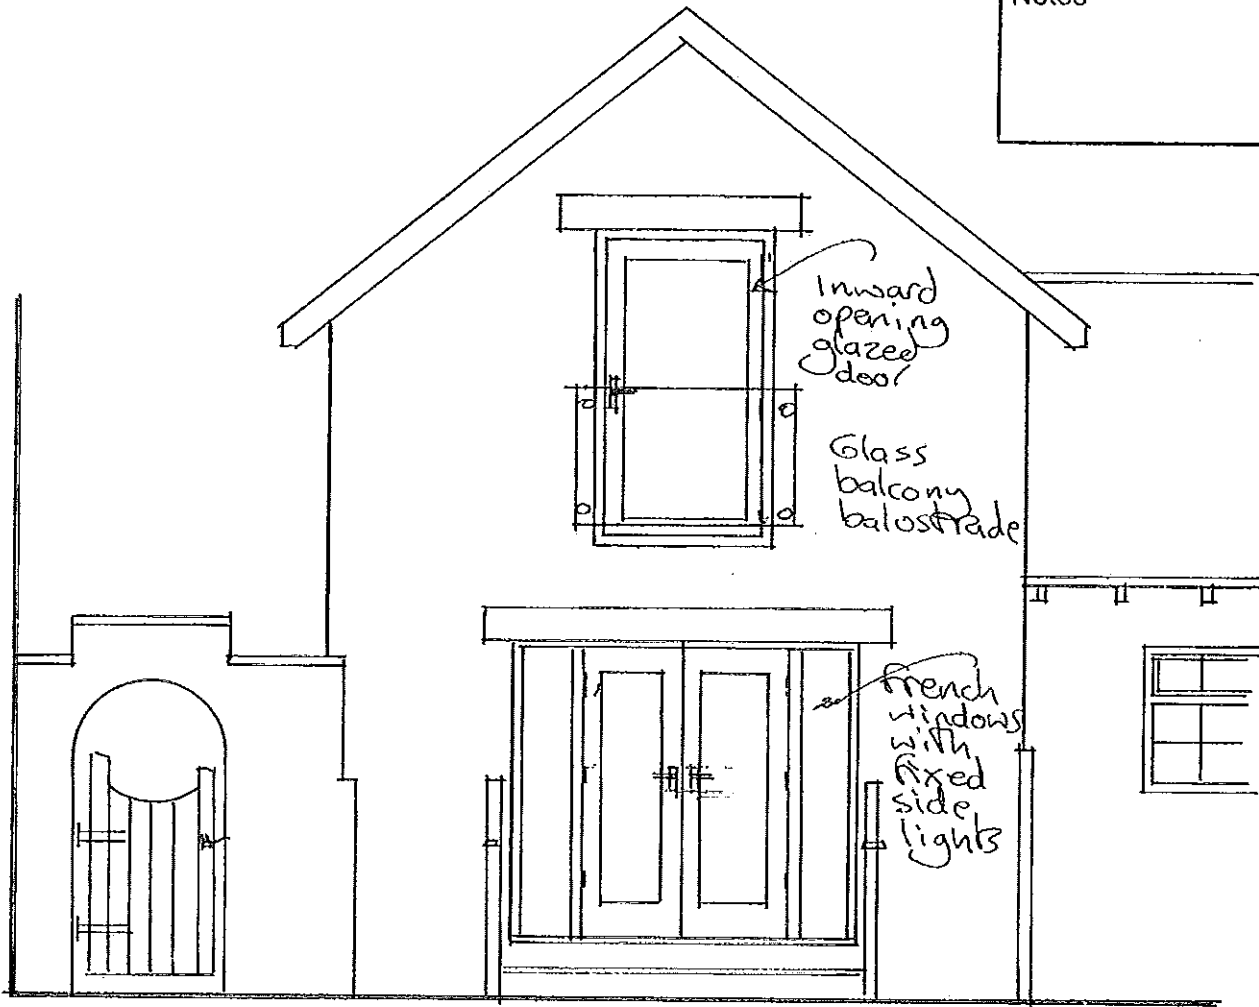 Notes
Inward
opening
glazed
door
Glass
balcony
balostrade
french
windows
with
fixed
side
lights